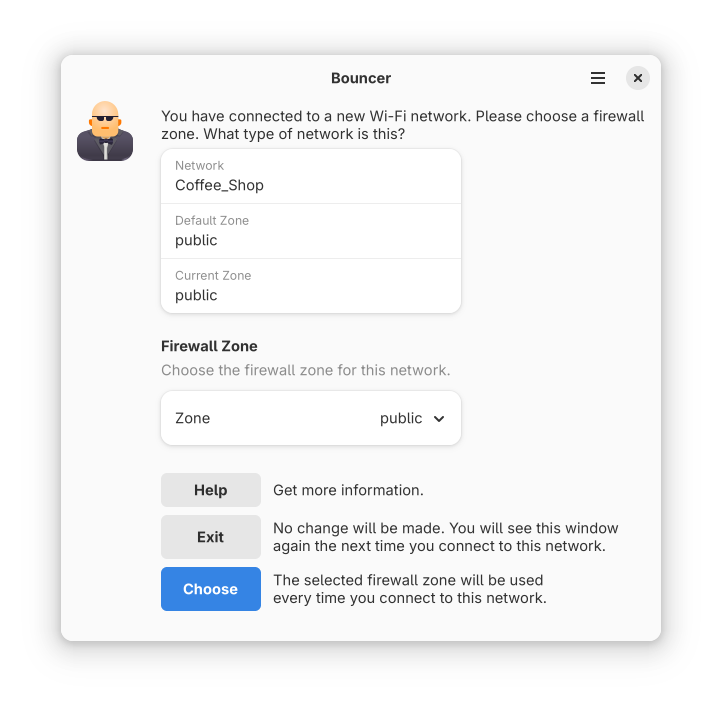 Bouncer
You have connected to a new Wi-Fi network. Please choose a firewall
zone. What type of network is this?
Network
Coffee_Shop
Default Zone
public
Current Zone
public
Firewall Zone
Choose the firewall zone for this network.
Zone public
Help Get more information.
Exit No change will be made. You will see this window
again the next time you connect to this network.
Choose The selected firewall zone will be used
every time you connect to this network.